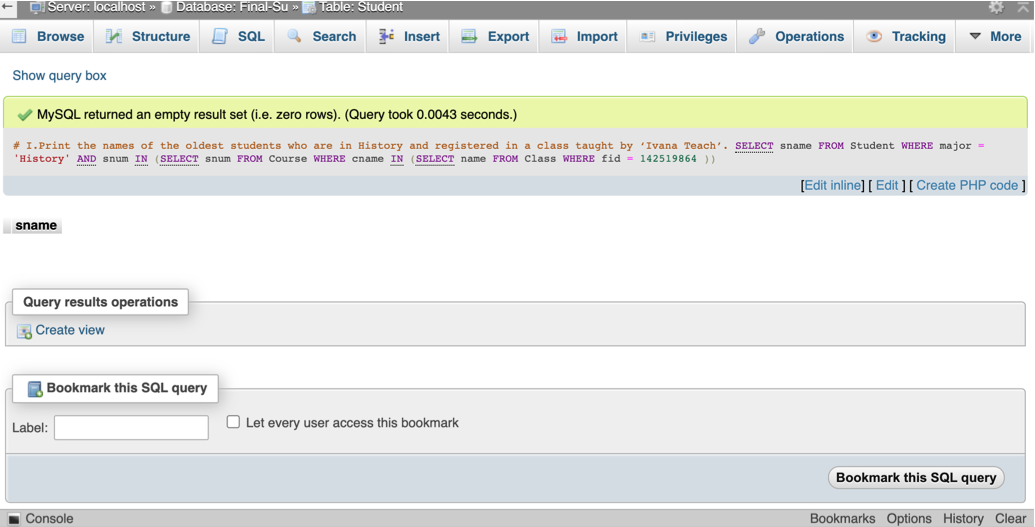 ← Server: localhost » Database: Final-Su » Table: Student
Browse Structure SQL Search Insert Export Import Privileges Operations Tracking More
Show query box
MySQL returned an empty result set (i.e. zero rows). (Query took 0.0043 seconds.)
# I.Print the names of the oldest students who are in History and registered in a class taught by ‘Ivana Teach’. SELECT sname FROM Student WHERE major =
'History' AND snum IN (SELECT snum FROM Course WHERE cname IN (SELECT name FROM Class WHERE fid = 142519864 ))
[Edit inline] [ Edit ] [ Create PHP code ]
sname
Query results operations
Create view
Bookmark this SQL query
Label: Let every user access this bookmark
Bookmark this SQL query
Console Bookmarks Options History Clear